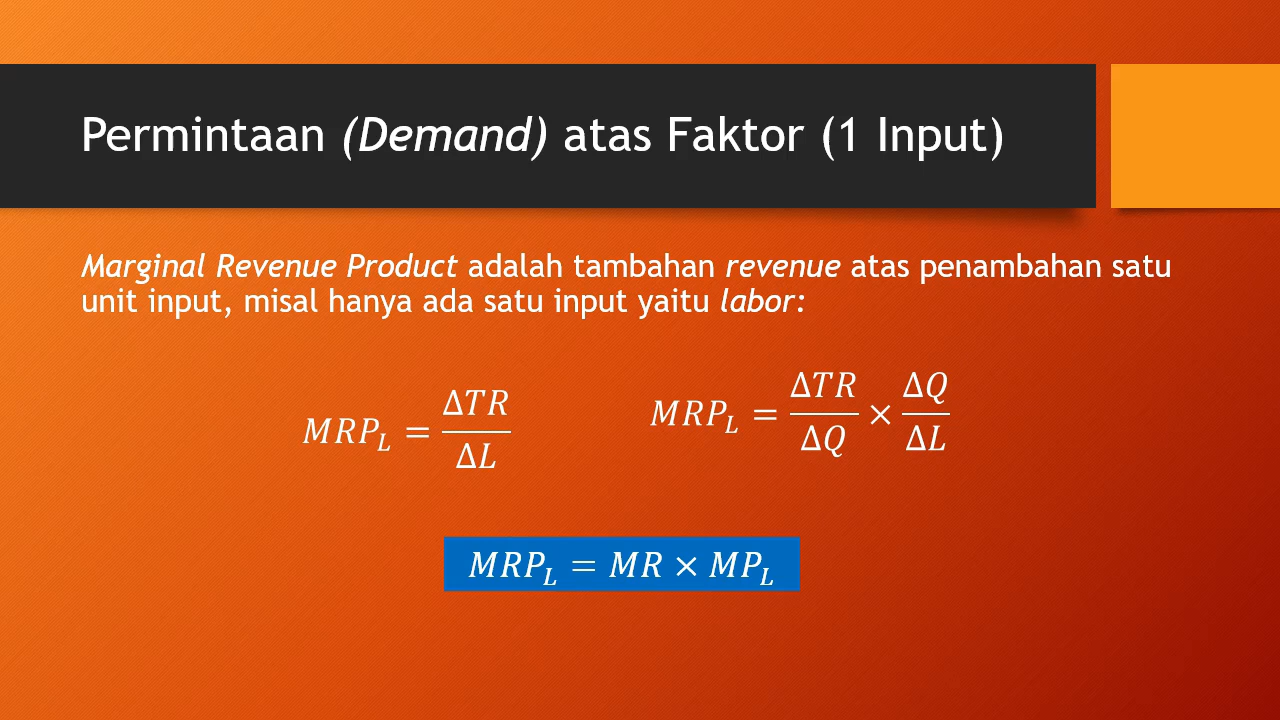 Permintaan (Demand) atas Faktor (1 Input)
Marginal Revenue Product adalah tambahan revenue atas penambahan satu
unit input, misal hanya ada satu input yaitu labor:
MRP_L = ΔTR/ΔL
MRP_L = ΔTR/ΔQ × ΔQ/ΔL
MRP_L = MR × MP_L